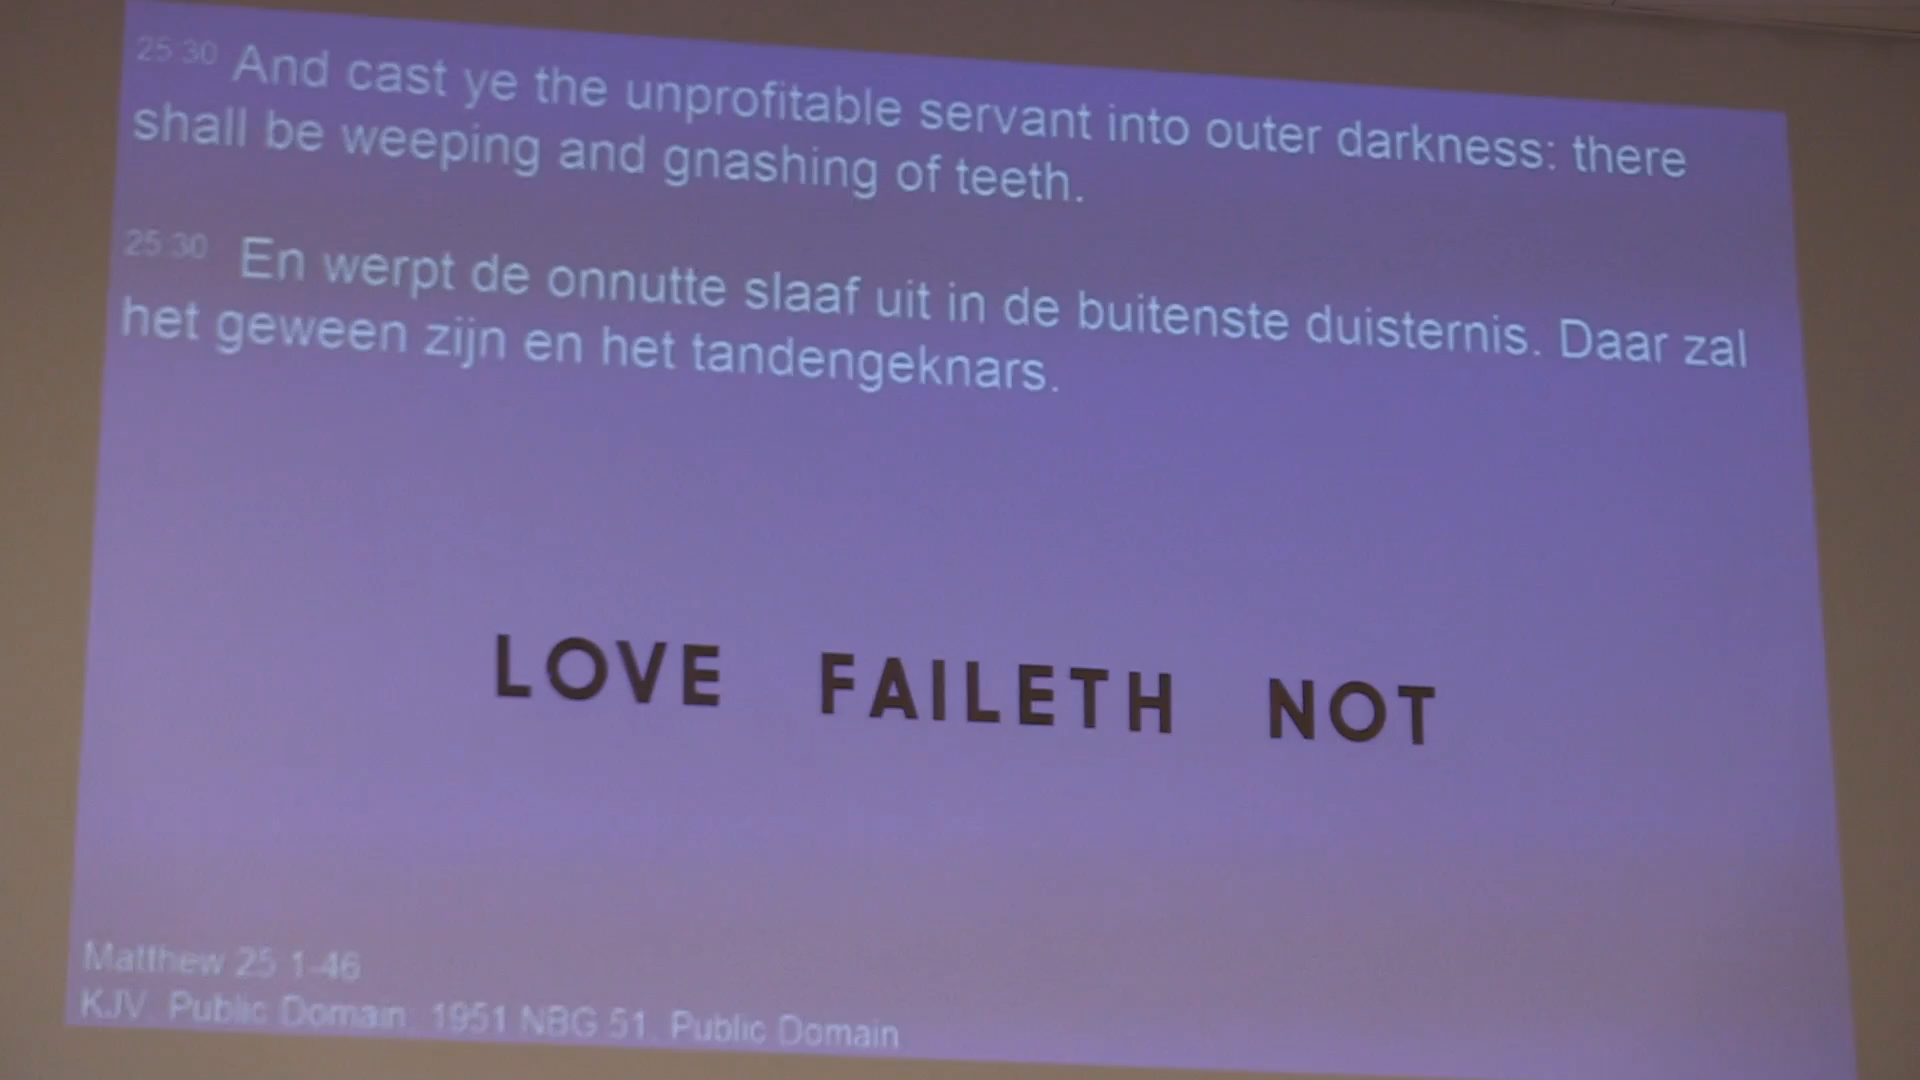 25:30 And cast ye the unprofitable servant into outer darkness: there
shall be weeping and gnashing of teeth.
25:30 En werpt de onnutte slaaf uit in de buitenste duisternis. Daar zal
het geween zijn en het tandengeknars.
LOVE FAILETH NOT
Matthew 25 1-46
KJV Public Domain 1951 NBG 51, Public Domain